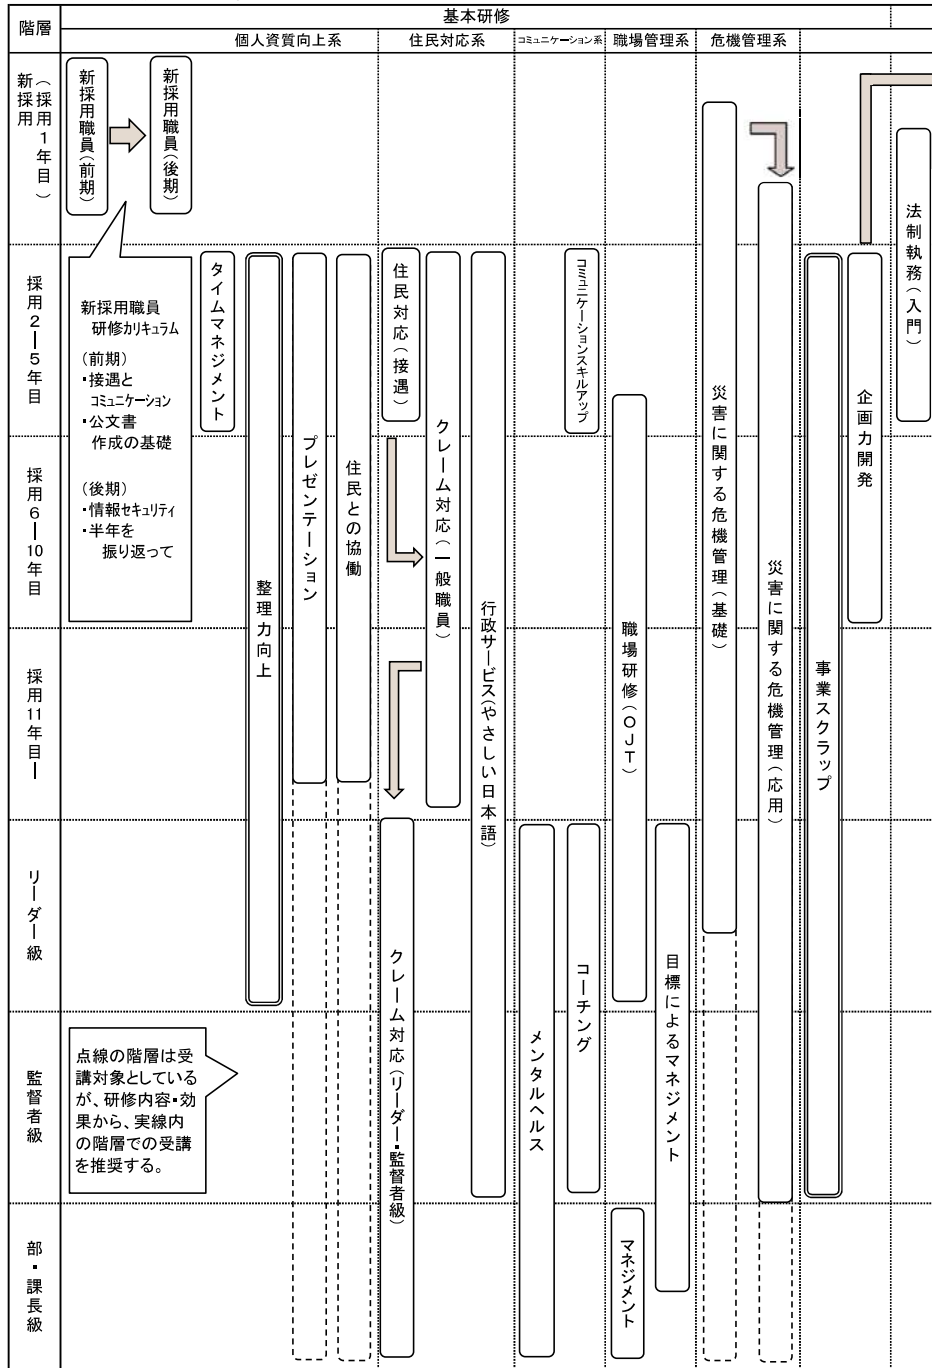 階層
基本研修
個人資質向上系
住民対応系
コミュニケーション系
職場管理系
危機管理系
新採用
（採用１年目）
新採用職員（前期）
新採用職員（後期）
法制執務（入門）
採用２ー５年目
新採用職員
研修カリキュラム
（前期）
・接遇と
コミュニケーション
・公文書
作成の基礎
（後期）
・情報セキュリティ
・半年を
振り返って
タイムマネジメント
整理力向上
プレゼンテーション
住民との協働
住民対応（接遇）
クレーム対応（一般職員）
行政サービス（やさしい日本語）
コミュニケーションスキルアップ
職場研修（ＯＪＴ）
災害に関する危機管理（基礎）
災害に関する危機管理（応用）
事業スクラップ
企画力開発
採用６ー10年目
採用11年目ー
リーダー級
クレーム対応（リーダー・監督者級）
メンタルヘルス
コーチング
目標によるマネジメント
監督者級
点線の階層は受
講対象としている
が、研修内容・効
果から、実線内
の階層での受講
を推奨する。
部・課長級
マネジメント